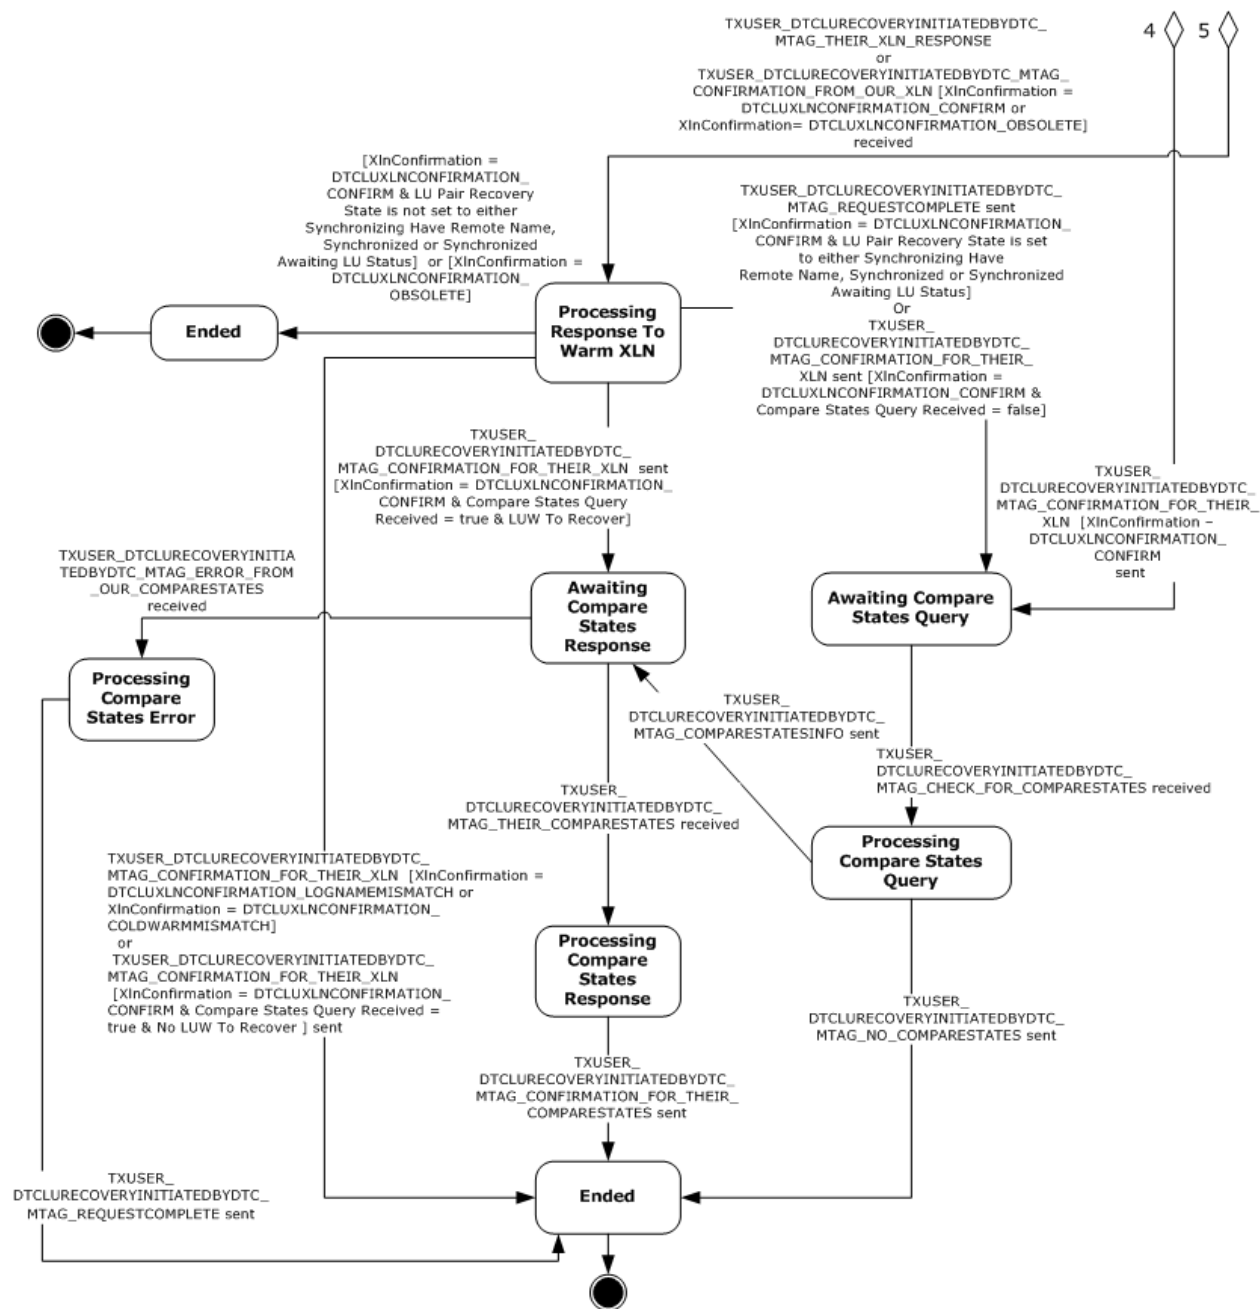 TXUSER_DTCLURECOVERYINITIATEDBYDTC_
MTAG_THEIR_XLN_RESPONSE
or
TXUSER_DTCLURECOVERYINITIATEDBYDTC_MTAG_
CONFIRMATION_FROM_OUR_XLN [XlnConfirmation =
DTCLUXLNCONFIRMATION_CONFIRM or
XlnConfirmation= DTCLUXLNCONFIRMATION_OBSOLETE]
received
4
5
[XlnConfirmation =
DTCLUXLNCONFIRMATION_
CONFIRM & LU Pair Recovery
State is not set to either
Synchronizing Have Remote Name,
Synchronized or Synchronized
Awaiting LU Status] or [XlnConfirmation =
DTCLUXLNCONFIRMATION_
OBSOLETE]
TXUSER_DTCLURECOVERYINITIATEDBYDTC_
MTAG_REQUESTCOMPLETE sent
[XlnConfirmation = DTCLUXLNCONFIRMATION_
CONFIRM & LU Pair Recovery State is set
to either Synchronizing Have
Remote Name, Synchronized or Synchronized
Awaiting LU Status]
Or
TXUSER_
DTCLURECOVERYINITIATEDBYDTC_
MTAG_CONFIRMATION_FOR_THEIR_
XLN sent [XlnConfirmation =
DTCLUXLNCONFIRMATION_CONFIRM &
Compare States Query Received = false]
Ended
Processing
Response To
Warm XLN
TXUSER_
DTCLURECOVERYINITIATEDBYDTC_
MTAG_CONFIRMATION_FOR_THEIR_XLN sent
[XlnConfirmation = DTCLUXLNCONFIRMATION_
CONFIRM & Compare States Query
Received = true & LUW To Recover]
TXUSER_
DTCLURECOVERYINITIATEDBYDTC_
MTAG_CONFIRMATION_FOR_THEIR_
XLN [XlnConfirmation –
DTCLUXLNCONFIRMATION_
CONFIRM
sent
TXUSER_DTCLURECOVERYINITIA
TEDBYDTC_MTAG_ERROR_FROM
_OUR_COMPARESTATES
received
Awaiting
Compare
States
Response
Awaiting Compare
States Query
Processing
Compare
States Error
TXUSER_
DTCLURECOVERYINITIATEDBYDTC_
MTAG_COMPARESTATESINFO sent
TXUSER_
DTCLURECOVERYINITIATEDBYDTC_
MTAG_CHECK_FOR_COMPARESTATES received
TXUSER_
DTCLURECOVERYINITIATEDBYDTC_
MTAG_THEIR_COMPARESTATES received
Processing
Compare States
Query
TXUSER_DTCLURECOVERYINITIATEDBYDTC_
MTAG_CONFIRMATION_FOR_THEIR_XLN [XlnConfirmation =
DTCLUXLNCONFIRMATION_LOGNAMEMISMATCH or
XlnConfirmation = DTCLUXLNCONFIRMATION_
COLDWARMMISMATCH]
or
TXUSER_DTCLURECOVERYINITIATEDBYDTC_
MTAG_CONFIRMATION_FOR_THEIR_XLN
[XlnConfirmation = DTCLUXLNCONFIRMATION_
CONFIRM & Compare States Query Received =
true & No LUW To Recover ] sent
Processing
Compare
States
Response
TXUSER_
DTCLURECOVERYINITIATEDBYDTC_
MTAG_NO_COMPARESTATES sent
TXUSER_
DTCLURECOVERYINITIATEDBYDTC_
MTAG_CONFIRMATION_FOR_THEIR_
COMPARESTATES sent
TXUSER_
DTCLURECOVERYINITIATEDBYDTC_
MTAG_REQUESTCOMPLETE sent
Ended